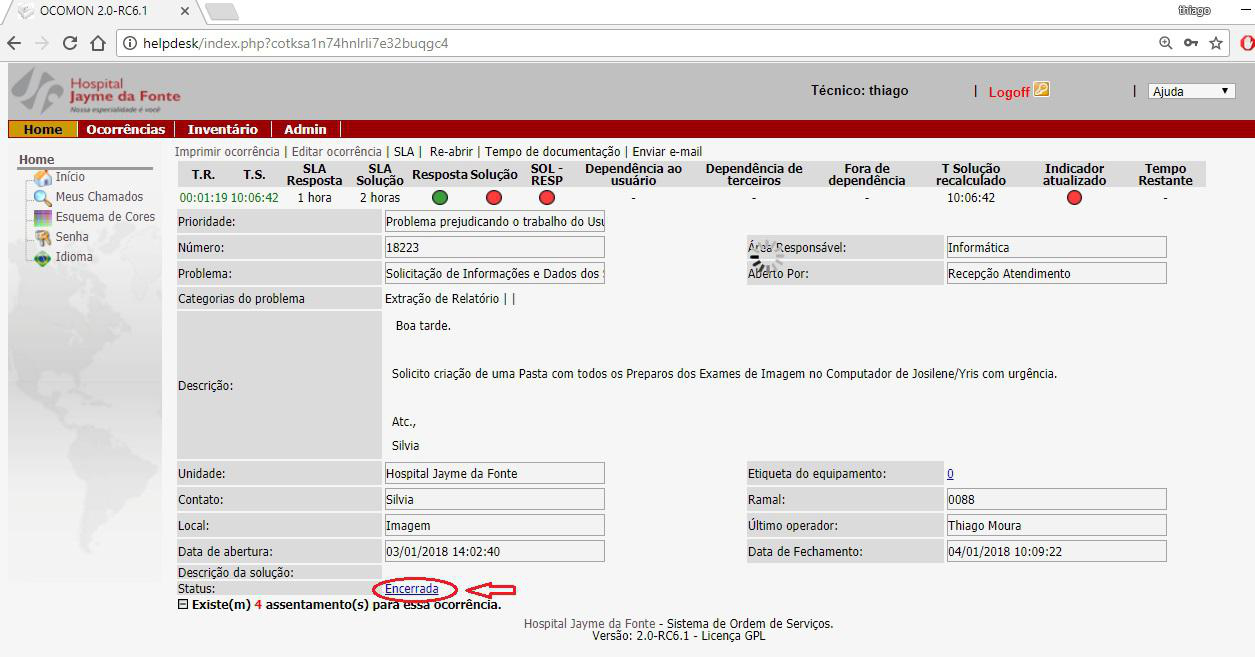 OCOMON 2.0-RC6.1
thiago
helpdesk/index.php?cotksa1n74hnlrli7e32buqgc4
Hospital
Jayme da Fonte
Nossa especialidade é você
Técnico: thiago | Logoff | Ajuda
Home Ocorrências Inventário Admin
Home
Início
Meus Chamados
Esquema de Cores
Senha
Idioma
Imprimir ocorrência | Editar ocorrência | SLA | Re-abrir | Tempo de documentação | Enviar e-mail
T.R. T.S. SLA Resposta SLA Solução Resposta Solução SOL - RESP Dependência ao usuário Dependência de terceiros Fora de dependência T Solução recalculado Indicador atualizado Tempo Restante
00:01:19 10:06:42 1 hora 2 horas - - - 10:06:42 -
Prioridade: Problema prejudicando o trabalho do Usu
Número: 18223 Área Responsável: Informática
Problema: Solicitação de Informações e Dados dos Aberto Por: Recepção Atendimento
Categorias do problema Extração de Relatório | |
Descrição:
Boa tarde.
Solicito criação de uma Pasta com todos os Preparos dos Exames de Imagem no Computador de Josilene/Yris com urgência.
Atc.,
Silvia
Unidade: Hospital Jayme da Fonte Etiqueta do equipamento: 0
Contato: Silvia Ramal: 0088
Local: Imagem Último operador: Thiago Moura
Data de abertura: 03/01/2018 14:02:40 Data de Fechamento: 04/01/2018 10:09:22
Descrição da solução:
Status: Encerrada
Existe(m) 4 assentamento(s) para essa ocorrência.
Hospital Jayme da Fonte - Sistema de Ordem de Serviços.
Versão: 2.0-RC6.1 - Licença GPL